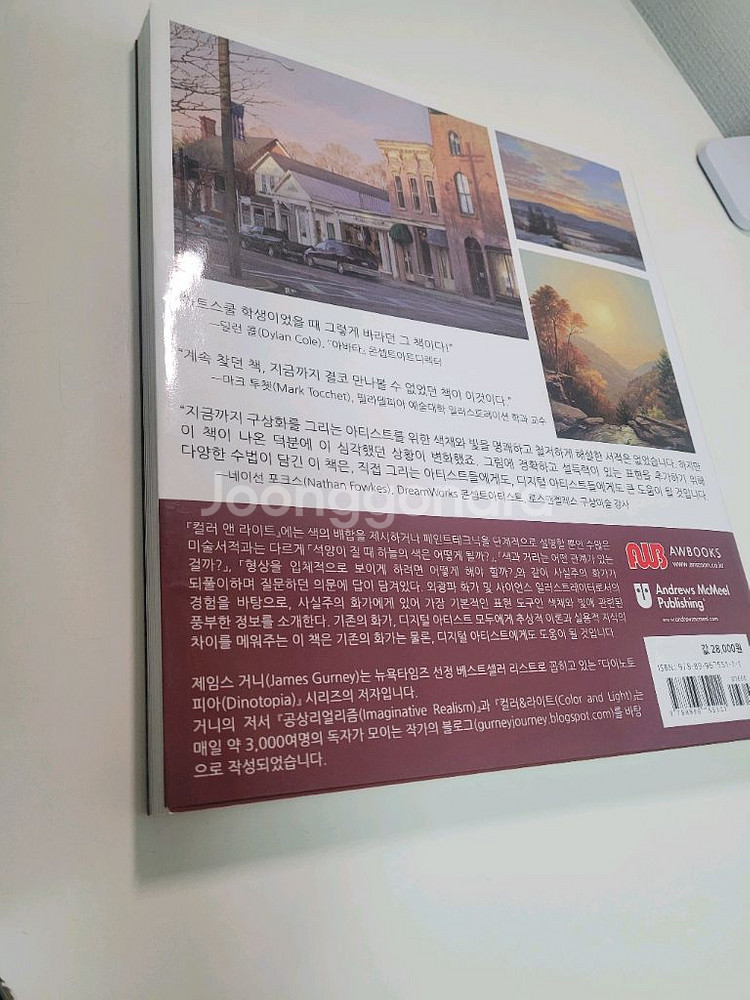 아트스쿨 학생이었을 때 그렇게 바라던 그 책이다!"
—딜런 콜(Dylan Cole), 『아바타』 온셉트아트디렉터
"계속 찾던 책, 지금까지 결코 만나볼 수 없었던 책이 이것이다."
—마크 투쳇(Mark Tocchet), 필라델피아 예술대학 일러스트레이션 학과 교수
"지금까지 구상화를 그리는 아티스트를 위한 색채와 빛을 명쾌하고 철저하게 해설한 서적은 없었습니다. 하지만
이 책이 나온 덕분에 이 심각했던 상황이 변화했죠. 그림에 정확하고 설득력이 있는 표현을 추가하기 위해
다양한 수법이 담긴 이 책은, 직접 그리는 아티스트들에게도, 디지털 아티스트들에게도 큰 도움이 될 것입니다
—네이선 포크스(Nathan Fowkes), DreamWorks 콘셉트아티스트, 로스앤젤레스 구상미술 강사
Joonggonara
『컬러 앤 라이트』에는 색의 배합을 제시하거나 페인트테크닉을 단계적으로 설명할 뿐인 수많은
미술서적과는 다르게 「석양이 질 때 하늘의 색은 어떻게 될까?」, 「색과 거리는 어떤 관계가 있는
걸까?」, 「형상을 입체적으로 보이게 하려면 어떻게 해야 할까?」와 같이 사실주의 화가가
되풀이하며 질문하던 의문에 답이 담겨있다. 외광파 화가 및 사이언스 일러스트레이터로서의
경험을 바탕으로, 사실주의 화가에게 있어 가장 기본적인 표현 도구인 색채와 빛에 관련된
풍부한 정보를 소개한다. 기존의 화가, 디지털 아티스트 모두에게 추상적 이론과 실용적 지식의
차이를 메워주는 이 책은 기존의 화가는 물론, 디지털 아티스트에게도 도움이 될 것입니다.
제임스 거니(James Gurney)는 뉴욕타임즈 선정 베스트셀러 리스트로 꼽히고 있는 『다이노토
피아(Dinotopia)』 시리즈의 저자입니다.
거니의 저서 『공상리얼리즘(Imaginative Realism)』과 『컬러&라이트(Color and Light)』는
매일 약 3,000여명의 독자가 모이는 작가의 블로그(gurneyjourney.blogspot.com)를 바탕
으로 작성되었습니다.
AWB AWBOOKS
Andrews McMeel
Publishing
값 28,000원